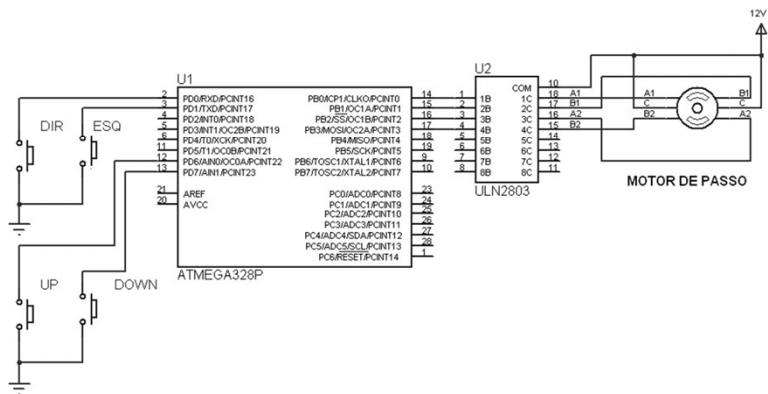 12V
U1
U2
2 PD0/RXD/PCINT16 PB0/ICP1/CLKO/PCINT0 14
3 PD1/TXD/PCINT17 PB1/OC1A/PCINT1 15
4 PD2/INT0/PCINT18 PB2/SS/OC1B/PCINT2 16
5 PD3/INT1/OC2B/PCINT19 PB3/MOSI/OC2A/PCINT3 17
6 PD4/T0/XCK/PCINT20 PB4/MISO/PCINT4 18
11 PD5/T1/OC0B/PCINT21 PB5/SCK/PCINT5 19
12 PD6/AIN0/OC0A/PCINT22 PB6/TOSC1/XTAL1/PCINT6 9
13 PD7/AIN1/PCINT23 PB7/TOSC2/XTAL2/PCINT7 10
21 AREF PC0/ADC0/PCINT8 23
20 AVCC PC1/ADC1/PCINT9 24
PC2/ADC2/PCINT10 25
PC3/ADC3/PCINT11 26
PC4/ADC4/SDA/PCINT12 27
PC5/ADC5/SCL/PCINT13 28
PC6/RESET/PCINT14 1
ATMEGA328P
COM 10
1 1B 1C 18 A1 A1 B1
2 2B 2C 17 B1 C C
3 3B 3C 16 A2 B2 A2
4 4B 4C 15 B2
5 5B 5C 14
6 6B 6C 13
7 7B 7C 12
8 8B 8C 11
ULN2803
MOTOR DE PASSO
DIR ESQ
UP DOWN